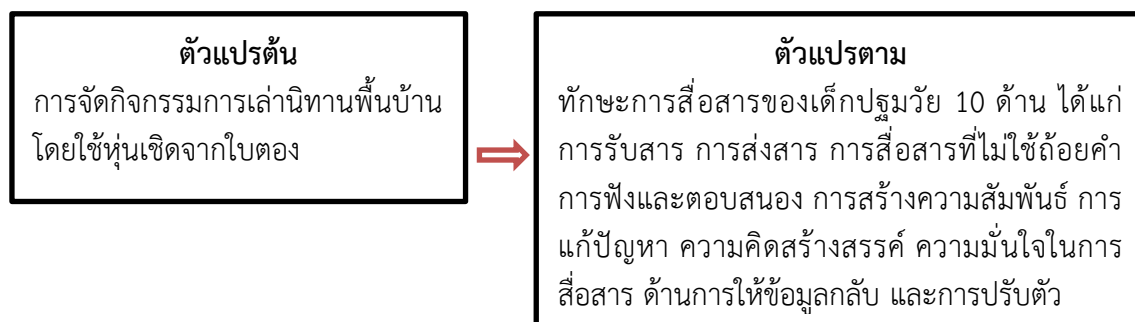 ตัวแปรต้น
การจัดกิจกรรมการเล่านิทานพื้นบ้าน
โดยใช้หุ่นเชิดจากใบตอง
ตัวแปรตาม
ทักษะการสื่อสารของเด็กปฐมวัย 10 ด้าน ได้แก่
การรับสาร การส่งสาร การสื่อสารที่ไม่ใช้ถ้อยคำ
การฟังและตอบสนอง การสร้างความสัมพันธ์ การ
แก้ปัญหา ความคิดสร้างสรรค์ ความมั่นใจในการ
สื่อสาร ด้านการให้ข้อมูลกลับ และการปรับตัว